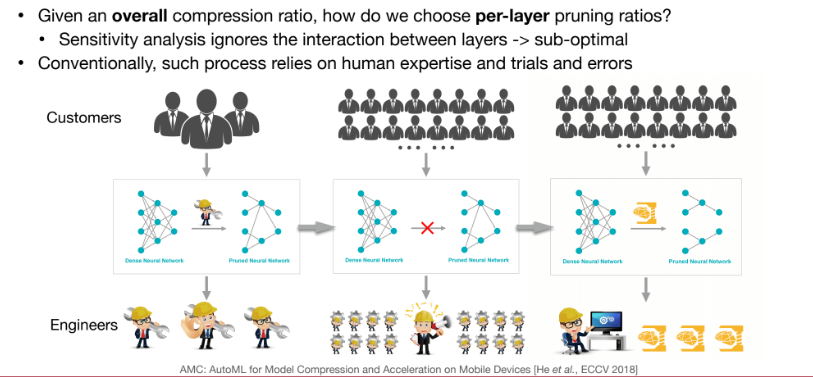 • Given an overall compression ratio, how do we choose per-layer pruning ratios?
• Sensitivity analysis ignores the interaction between layers -> sub-optimal
• Conventionally, such process relies on human expertise and trials and errors
Customers
Dense Neural Network
Pruned Neural Network
Dense Neural Network
Pruned Neural Network
Dense Neural Network
Pruned Neural Network
Engineers
AMC: AutoML for Model Compression and Acceleration on Mobile Devices [He et al., ECCV 2018]